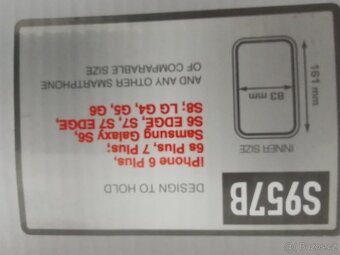 S957B
DESIGN TO HOLD
iPhone 6 Plus,
6s Plus, 7 Plus;
Samsung Galaxy S6,
S6 EDGE, S7, S7 EDGE,
S8; LG G4, G5, G6
AND ANY OTHER SMARTPHONE
OF COMPARABLE SIZE
INNER SIZE
83 mm
161 mm